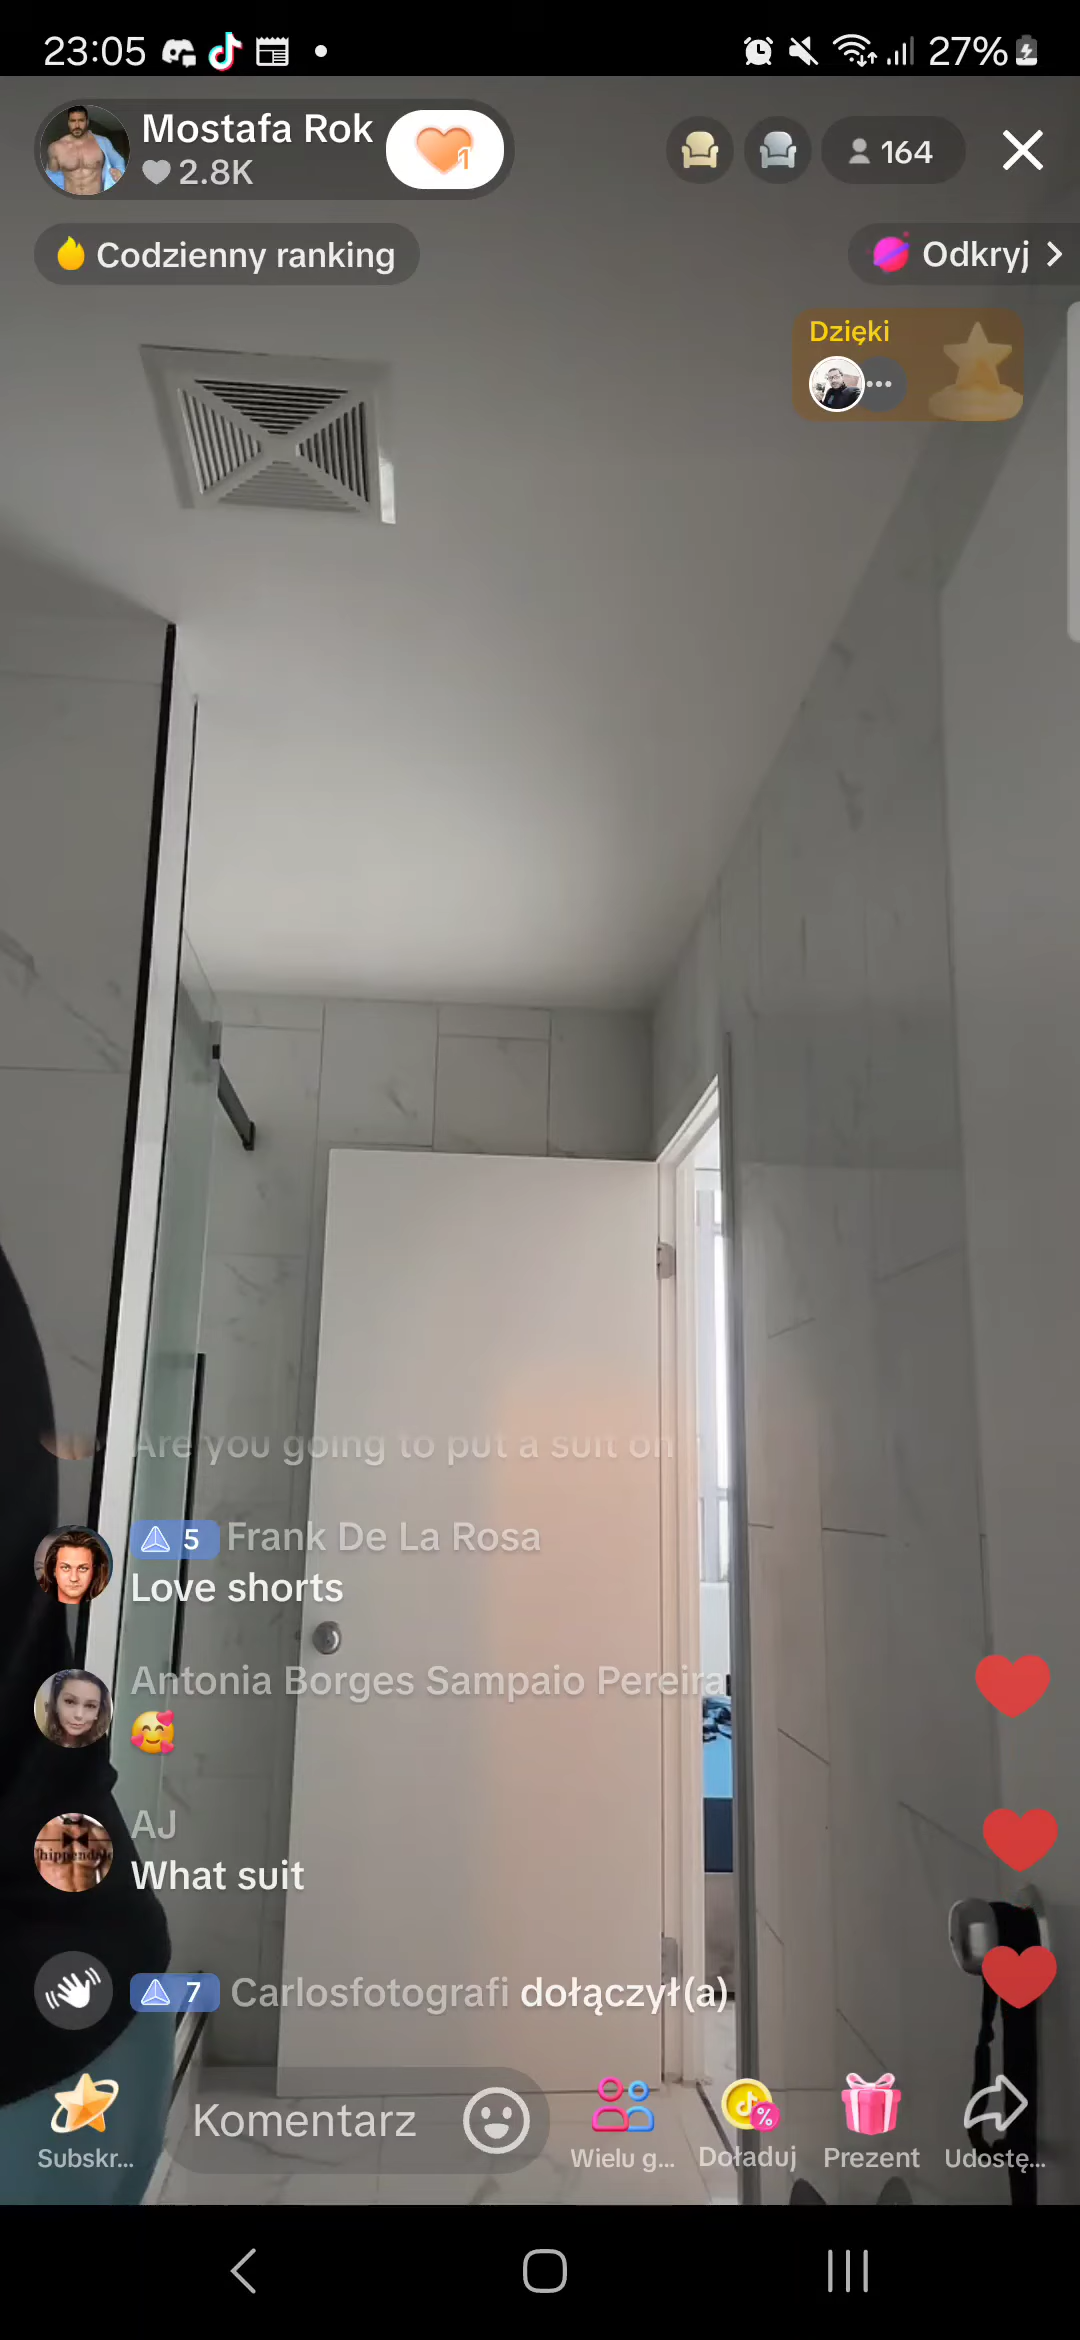 23:05
27%
Mostafa Rok
2.8K
1
164
Codzienny ranking
Odkryj
Dzięki
Are you going to put a suit on
5 Frank De La Rosa
Love shorts
Antonia Borges Sampaio Pereira
🥰
AJ
What suit
7 Carlosfotografi dołączył(a)
Subskr...
Komentarz
Wielu g...
%
Doładuj
Prezent
Udostę...